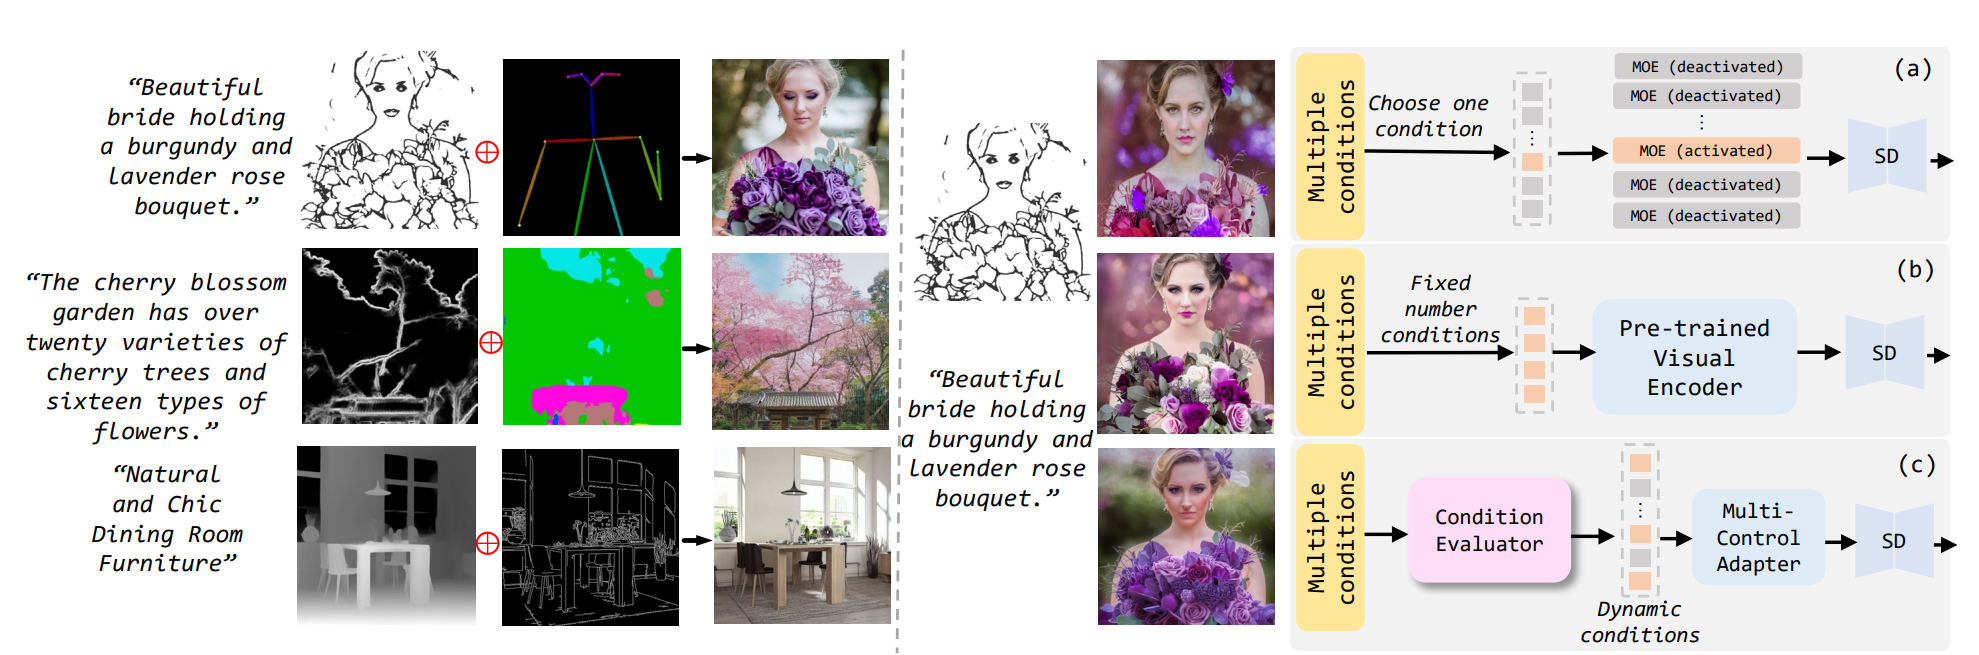 “Beautiful
bride holding
a burgundy and
lavender rose
bouquet.”
“The cherry blossom
garden has over
twenty varieties of
cherry trees and
sixteen types of
flowers.”
“Natural
and Chic
Dining Room
Furniture”
“Beautiful
bride holding
a burgundy and
lavender rose
bouquet.”
Multiple
conditions
Choose one
condition
MOE (deactivated)
MOE (deactivated)
⋮
⋮
MOE (activated)
MOE (deactivated)
MOE (deactivated)
SD
(a)
Multiple
conditions
Fixed
number
conditions
Pre-trained
Visual
Encoder
SD
(b)
Multiple
conditions
Condition
Evaluator
⋮
Dynamic
conditions
Multi-
Control
Adapter
SD
(c)